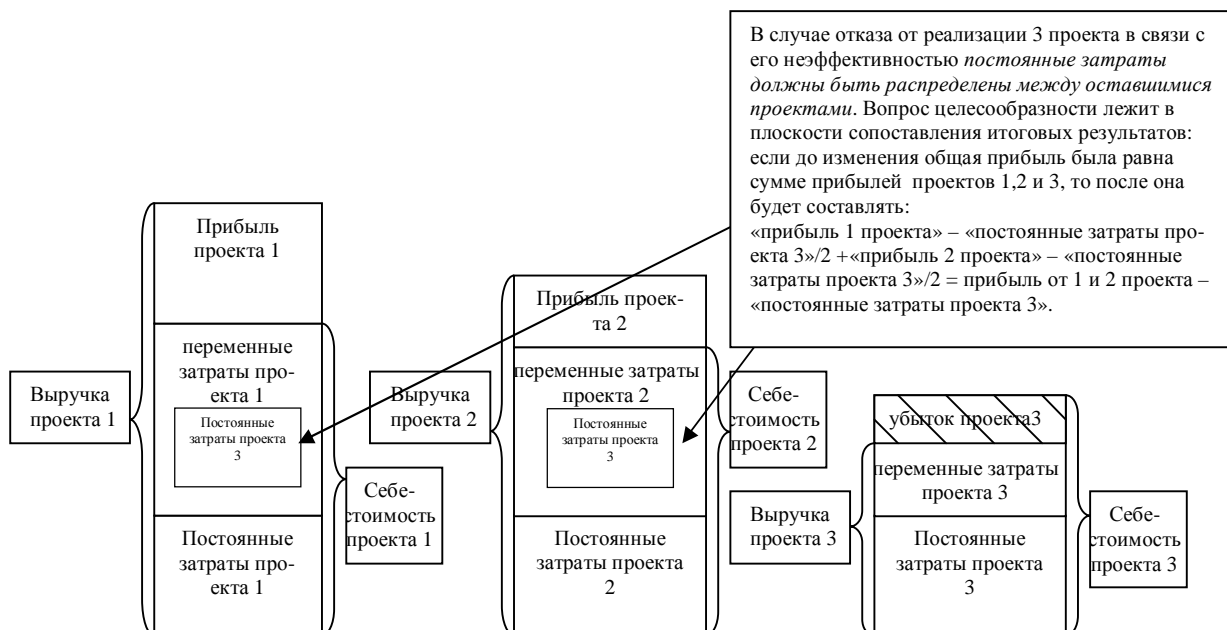 В случае отказа от реализации 3 проекта в связи с
его неэффективностью постоянные затраты
должны быть распределены между оставшимися
проектами. Вопрос целесообразности лежит в
плоскости сопоставления итоговых результатов:
если до изменения общая прибыль была равна
сумме прибылей проектов 1,2 и 3, то после она
будет составлять:
«прибыль 1 проекта» – «постоянные затраты про-
екта 3»/2 +«прибыль 2 проекта» – «постоянные
затраты проекта 3»/2 = прибыль от 1 и 2 проекта –
«постоянные затраты проекта 3».
Выручка
проекта 1
Прибыль
проекта 1
переменные
затраты про-
екта 1
Постоянные
затраты проекта
3
Постоянные
затраты про-
екта 1
Себе-
стоимость
проекта 1
Выручка
проекта 2
Прибыль проек-
та 2
переменные затраты
проекта 2
Постоянные
затраты проекта
3
Постоянные
затраты проекта
2
Себе-
стоимость
проекта 2
Выручка
проекта 3
убыток проекта3
переменные затраты
проекта 3
Постоянные
затраты проекта
3
Себе-
стоимость
проекта 3